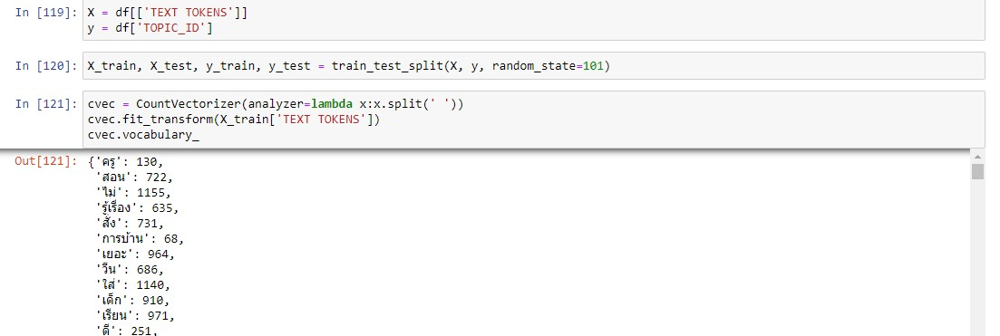 In [119]: X = df[['TEXT TOKENS']]
y = df['TOPIC_ID']
In [120]: X_train, X_test, y_train, y_test = train_test_split(X, y, random_state=101)
In [121]: cvec = CountVectorizer(analyzer=lambda x:x.split(' '))
cvec.fit_transform(X_train['TEXT TOKENS'])
cvec.vocabulary_
Out[121]: {'ครู': 130,
'สอน': 722,
'ไม่': 1155,
'รู้เรื่อง': 635,
'สั่ง': 731,
'การบ้าน': 68,
'เยอะ': 964,
'วีน': 686,
'ใส่': 1140,
'เด็ก': 910,
'เรียน': 971,
'ดี': 251,